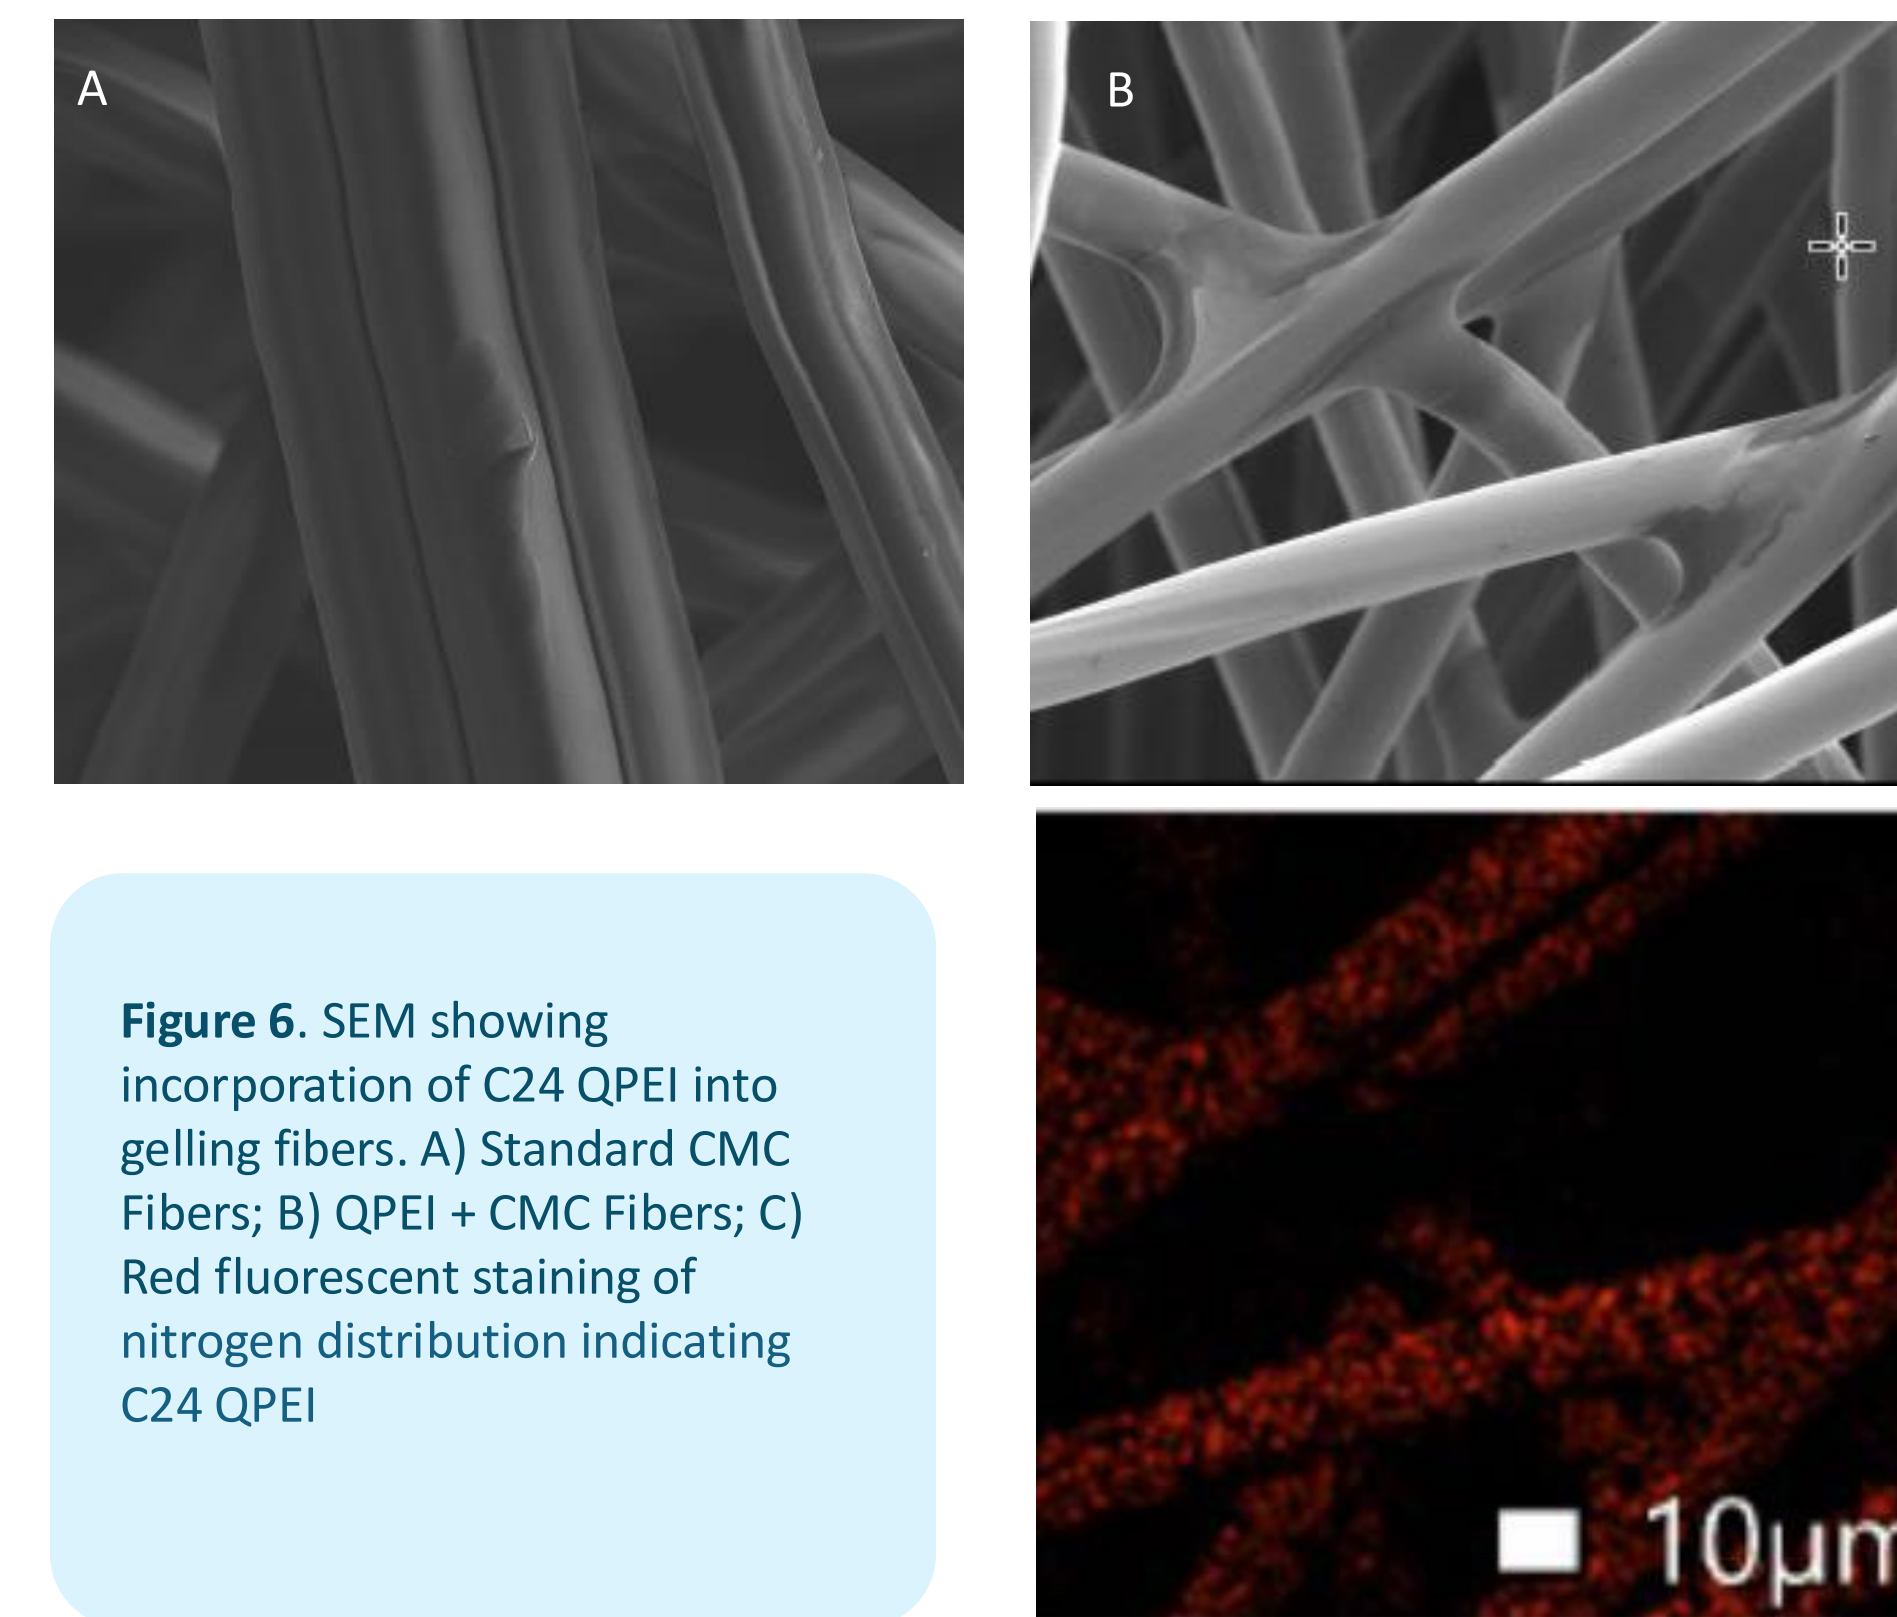 A
B
Figure 6. SEM showing
incorporation of C24 QPEI into
gelling fibers. A) Standard CMC
Fibers; B) QPEI + CMC Fibers; C)
Red fluorescent staining of
nitrogen distribution indicating
C24 QPEI
10µm